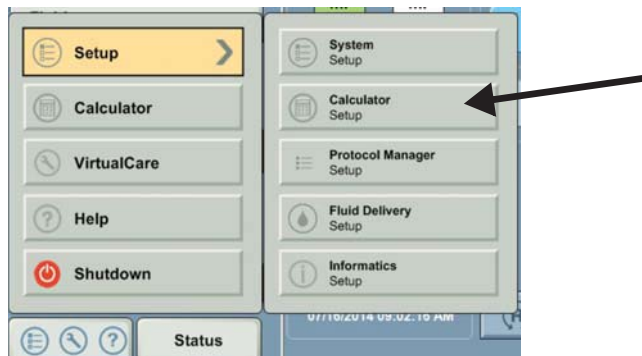 Setup
Calculator
VirtualCare
Help
Shutdown
System
Setup
Calculator
Setup
Protocol Manager
Setup
Fluid Delivery
Setup
Informatics
Setup
07/16/2014 09:02:16 AM
Status